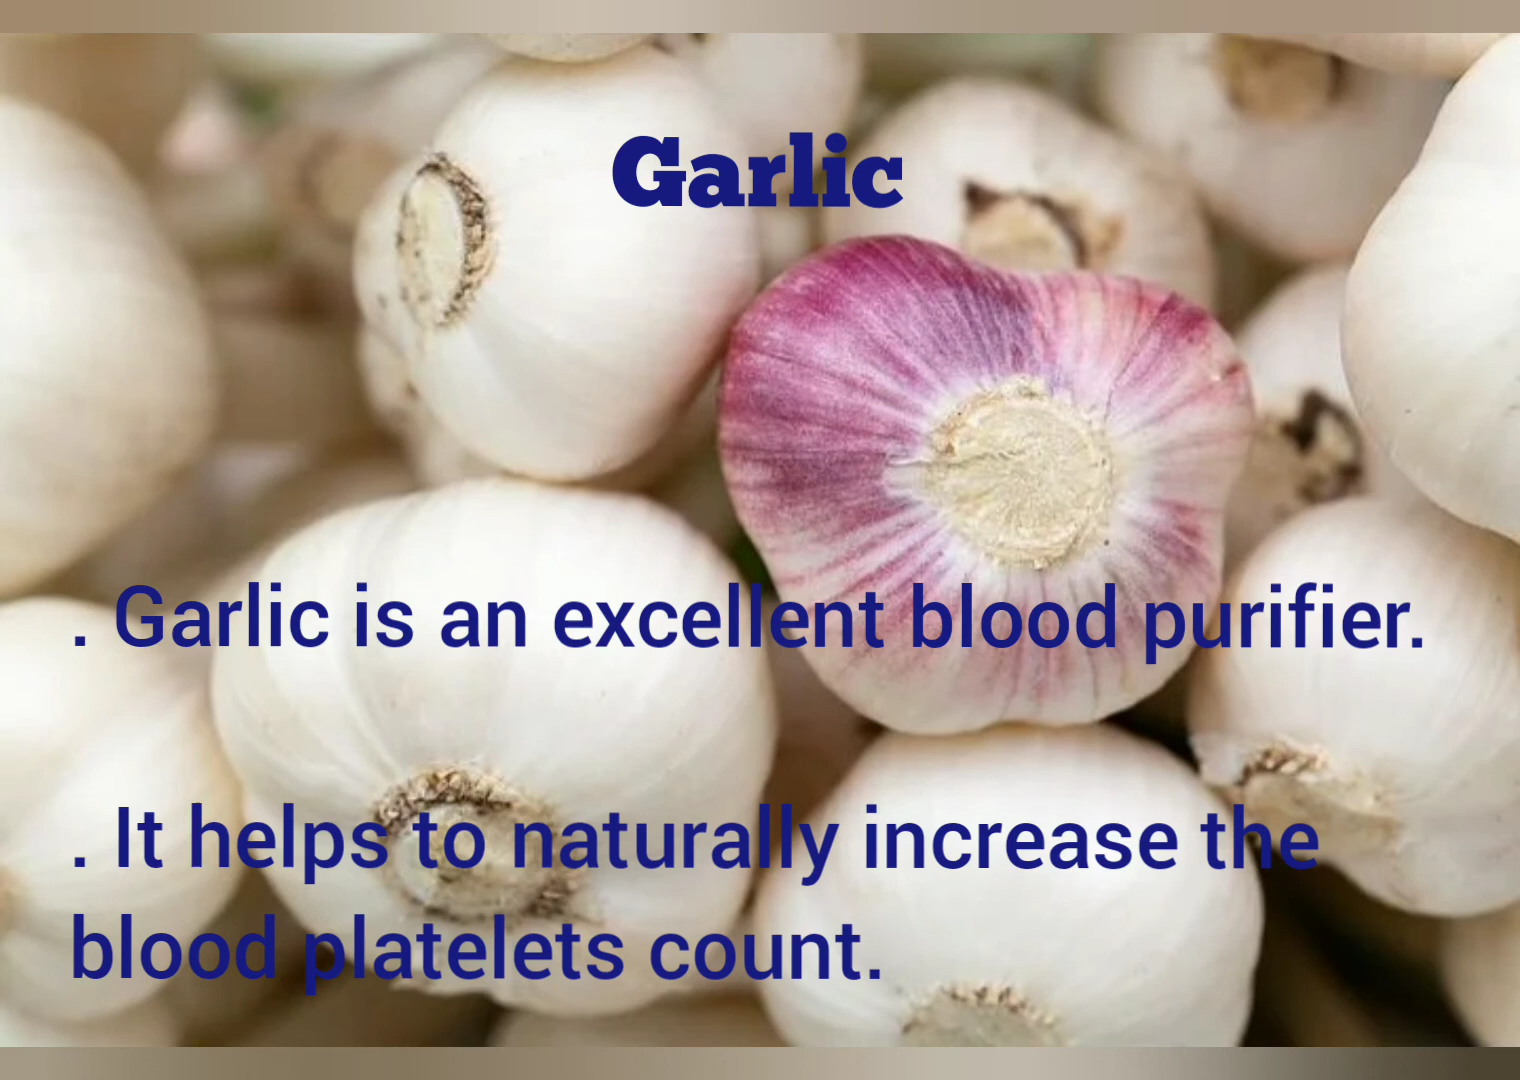 Garlic
. Garlic is an excellent blood purifier.
. It helps to naturally increase the
blood platelets count.